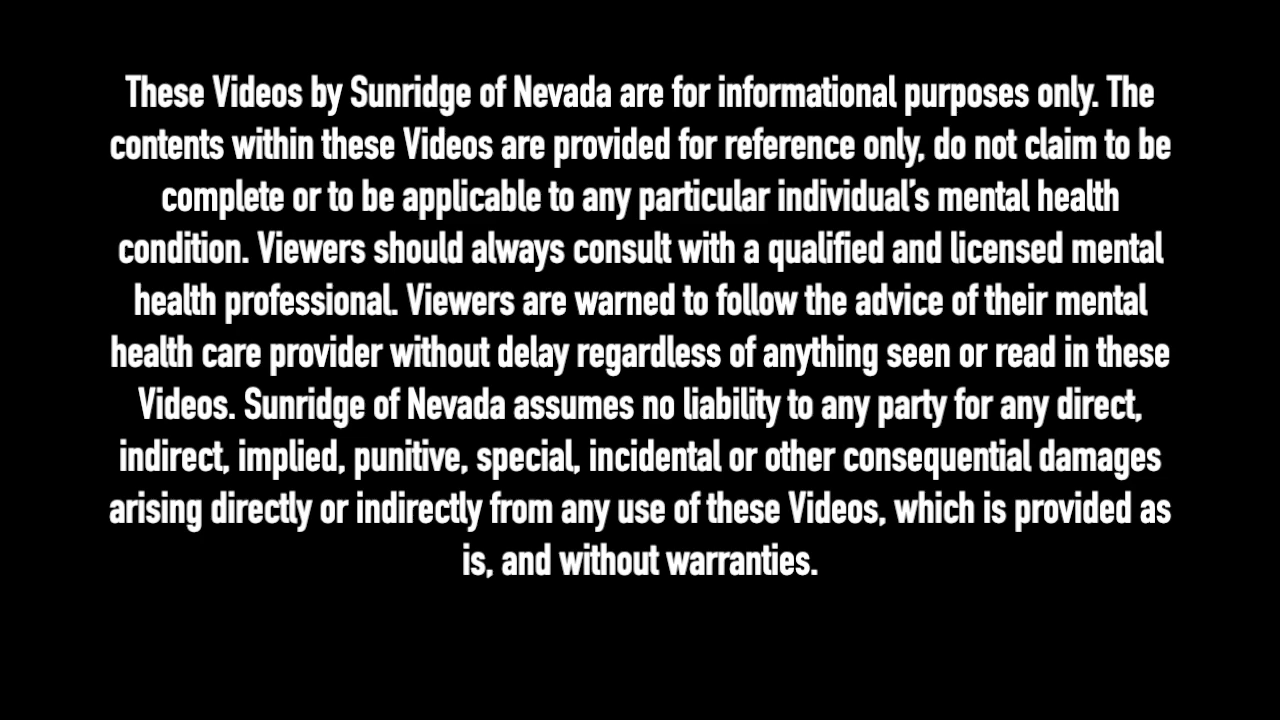 These Videos by Sunridge of Nevada are for informational purposes only. The
contents within these Videos are provided for reference only, do not claim to be
complete or to be applicable to any particular individual’s mental health
condition. Viewers should always consult with a qualified and licensed mental
health professional. Viewers are warned to follow the advice of their mental
health care provider without delay regardless of anything seen or read in these
Videos. Sunridge of Nevada assumes no liability to any party for any direct,
indirect, implied, punitive, special, incidental or other consequential damages
arising directly or indirectly from any use of these Videos, which is provided as
is, and without warranties.